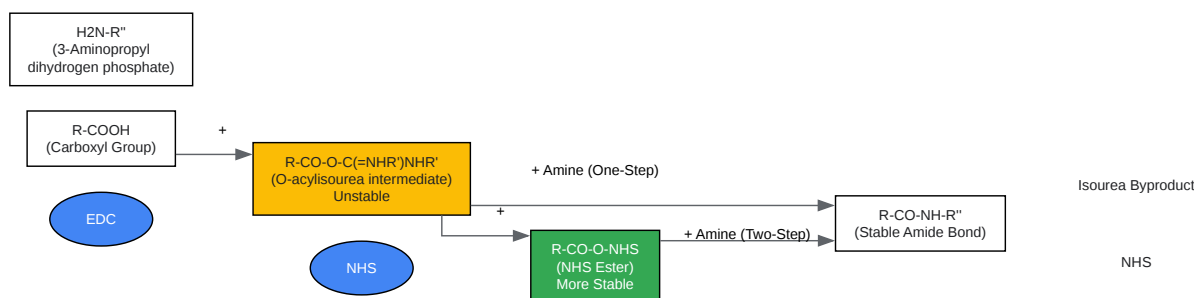 H2N-R"
(3-Aminopropyl
dihydrogen phosphate)
R-COOH
(Carboxyl Group)
+
EDC
R-CO-O-C(=NHR')NHR'
(O-acylisourea intermediate)
Unstable
+ Amine (One-Step)
+
NHS
R-CO-O-NHS
(NHS Ester)
More Stable
+ Amine (Two-Step)
R-CO-NH-R"
(Stable Amide Bond)
Isourea Byproduct
NHS